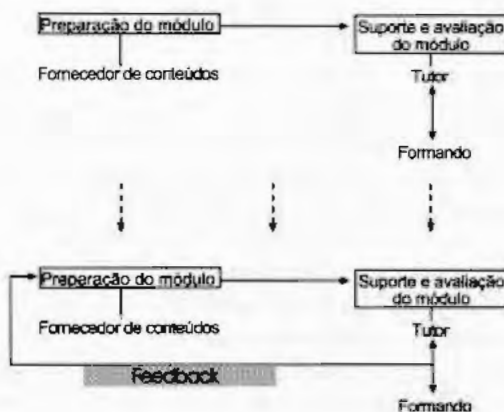 Preparação do módulo
Suporte e avaliação
do módulo
Fornecedor de conteúdos
Tutor
Formando
Preparação do módulo
Suporte e avaliação
do módulo
Fornecedor de conteúdos
Tutor
Feedback
Formando